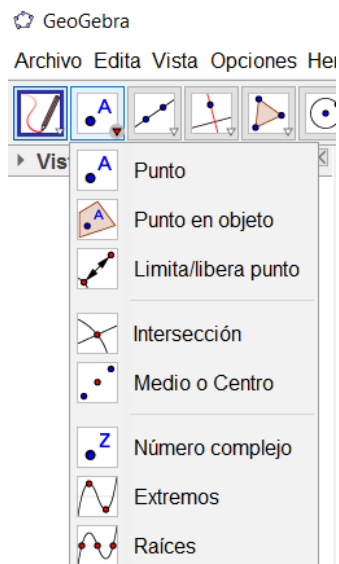 GeoGebra
Archivo Edita Vista Opciones
A
Vis
A Punto
A Punto en objeto
Limita/libera punto
Intersección
Medio o Centro
Z Número complejo
Extremos
Raíces